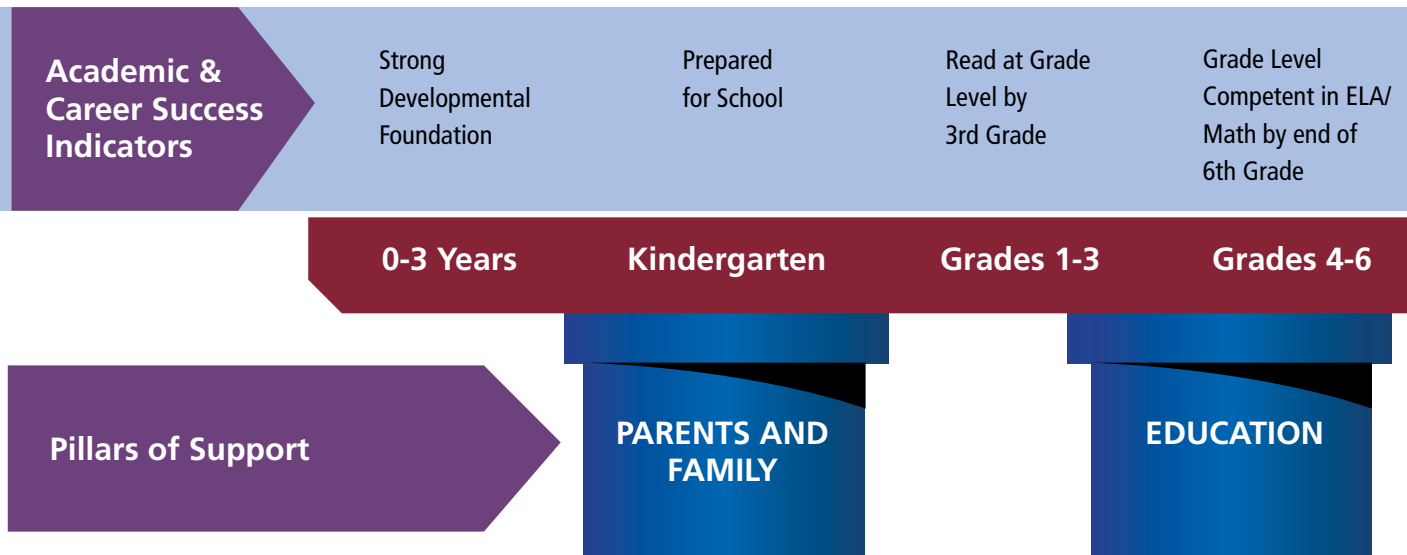 Academic &
Career Success
Indicators
Strong
Developmental
Foundation
Prepared
for School
Read at Grade
Level by
3rd Grade
Grade Level
Competent in ELA/
Math by end of
6th Grade
0-3 Years
Kindergarten
Grades 1-3
Grades 4-6
Pillars of Support
PARENTS AND
FAMILY
EDUCATION